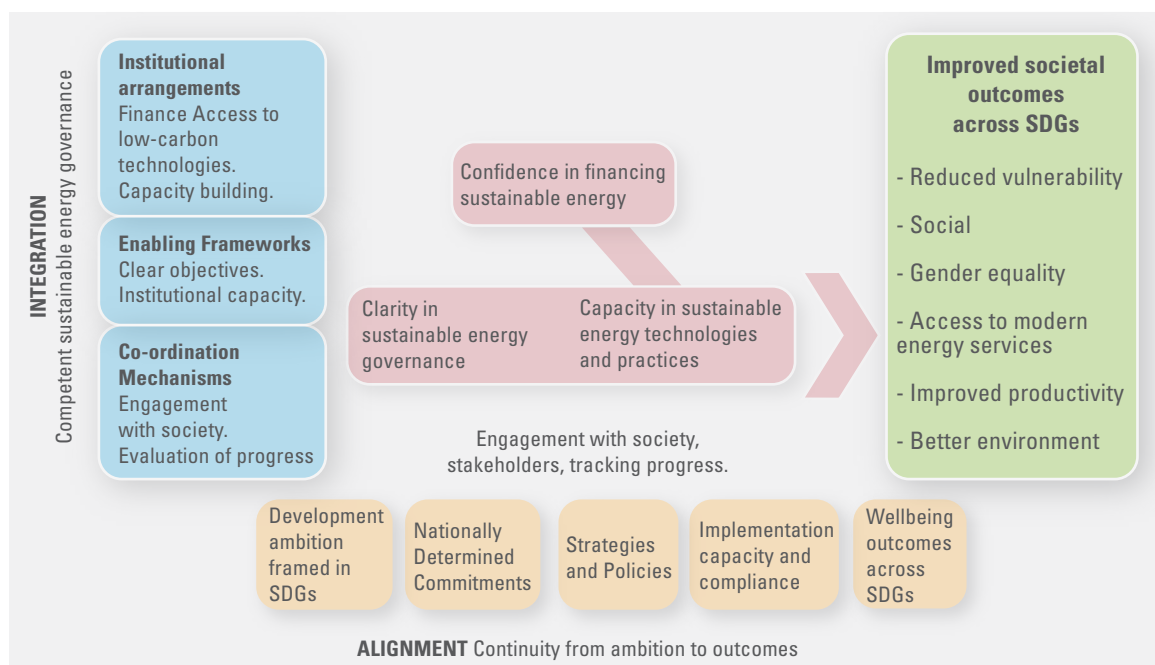 INTEGRATION
Competent sustainable energy governance
Institutional
arrangements
Finance Access to
low-carbon
technologies.
Capacity building.
Enabling Frameworks
Clear objectives.
Institutional capacity.
Co-ordination
Mechanisms
Engagement
with society.
Evaluation of progress
Confidence in financing
sustainable energy
Clarity in
sustainable energy
governance
Capacity in sustainable
energy technologies
and practices
Engagement with society,
stakeholders, tracking progress.
Improved societal
outcomes
across SDGs
- Reduced vulnerability
- Social
- Gender equality
- Access to modern
energy services
- Improved productivity
- Better environment
Development
ambition
framed in
SDGs
Nationally
Determined
Commitments
Strategies
and Policies
Implementation
capacity and
compliance
Wellbeing
outcomes
across
SDGs
ALIGNMENT Continuity from ambition to outcomes